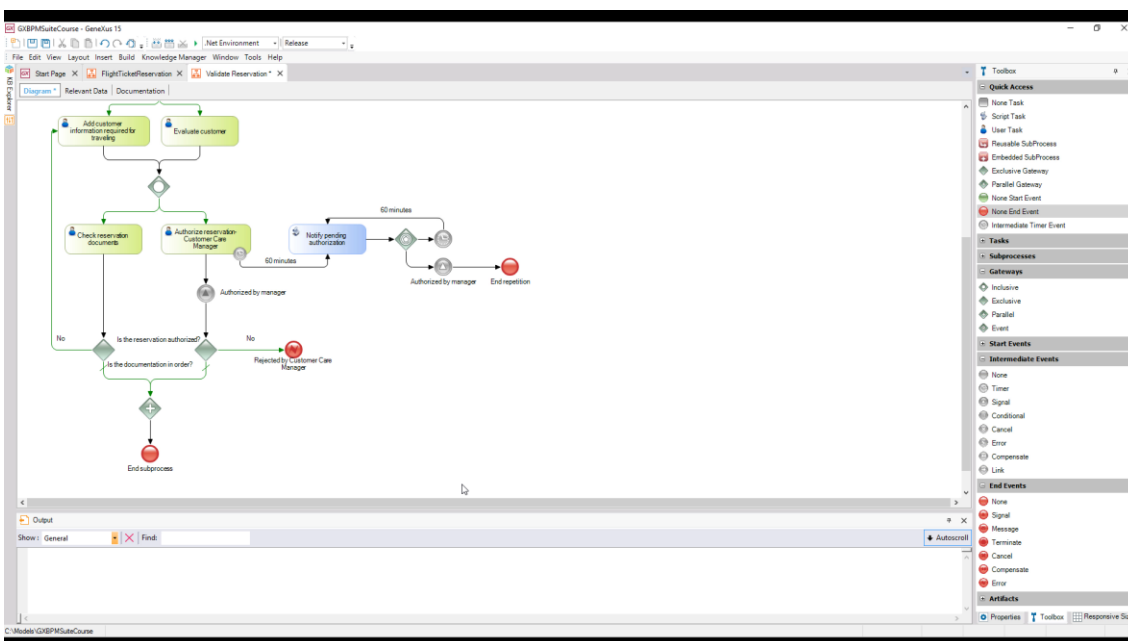 GXBPMSuiteCourse - GeneXus 15
.Net Environment
Release
File Edit View Layout Insert Build Knowledge Manager Window Tools Help
KB Explorer
Start Page X FlightTicketReservation X Validate Reservation * X
Diagram * Relevant Data Documentation
Add customer
information required for
traveling
Evaluate customer
Check reservation
documents
Authorize reservation-
Customer Care
Manager
60 minutes
Notify pending
authorization
60 minutes
Authorized by manager
End repetition
Authorized by manager
No
Is the reservation authorized?
No
Is the documentation in order?
Rejected by Customer Care
Manager
End subprocess
Output
Show: General
Find:
Autoscroll
C:\Models\GXBPMSuiteCourse
Toolbox
Quick Access
None Task
Script Task
User Task
Reusable SubProcess
Embedded SubProcess
Exclusive Gateway
Parallel Gateway
None Start Event
None End Event
Intermediate Timer Event
Tasks
Subprocesses
Gateways
Inclusive
Exclusive
Parallel
Event
Start Events
Intermediate Events
None
Timer
Signal
Conditional
Cancel
Error
Compensate
Link
End Events
None
Signal
Message
Terminate
Cancel
Compensate
Error
Artifacts
Properties Toolbox Responsive Si